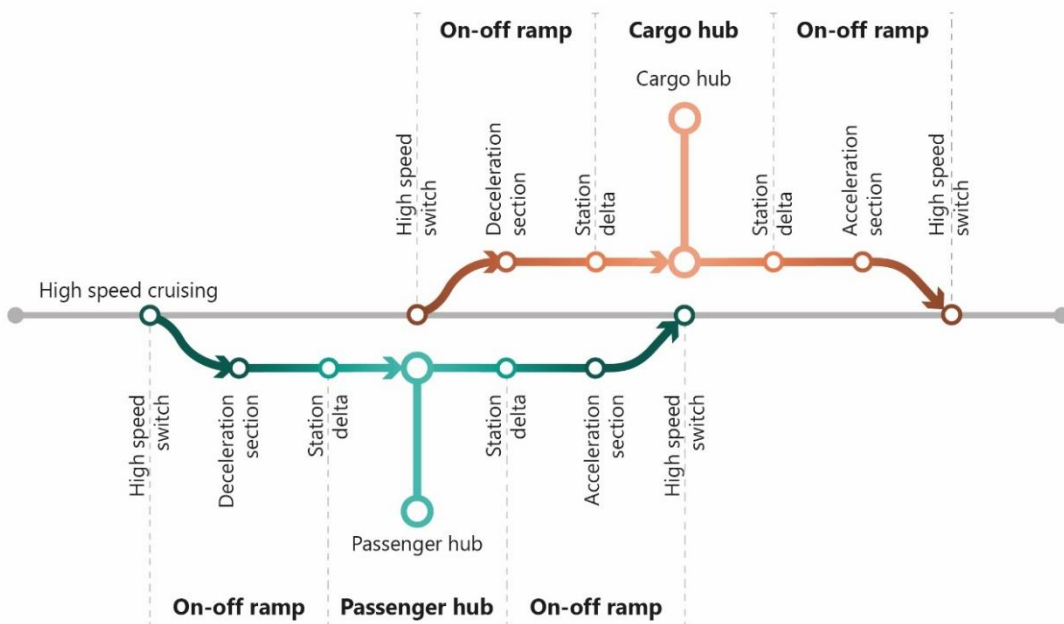 On-off ramp
Cargo hub
On-off ramp
Cargo hub
High speed
switch
Deceleration
section
Station
delta
Station
delta
Acceleration
section
High speed
switch
High speed cruising
High speed
switch
Deceleration
section
Station
delta
Station
delta
Acceleration
section
High speed
switch
Passenger hub
On-off ramp
Passenger hub
On-off ramp